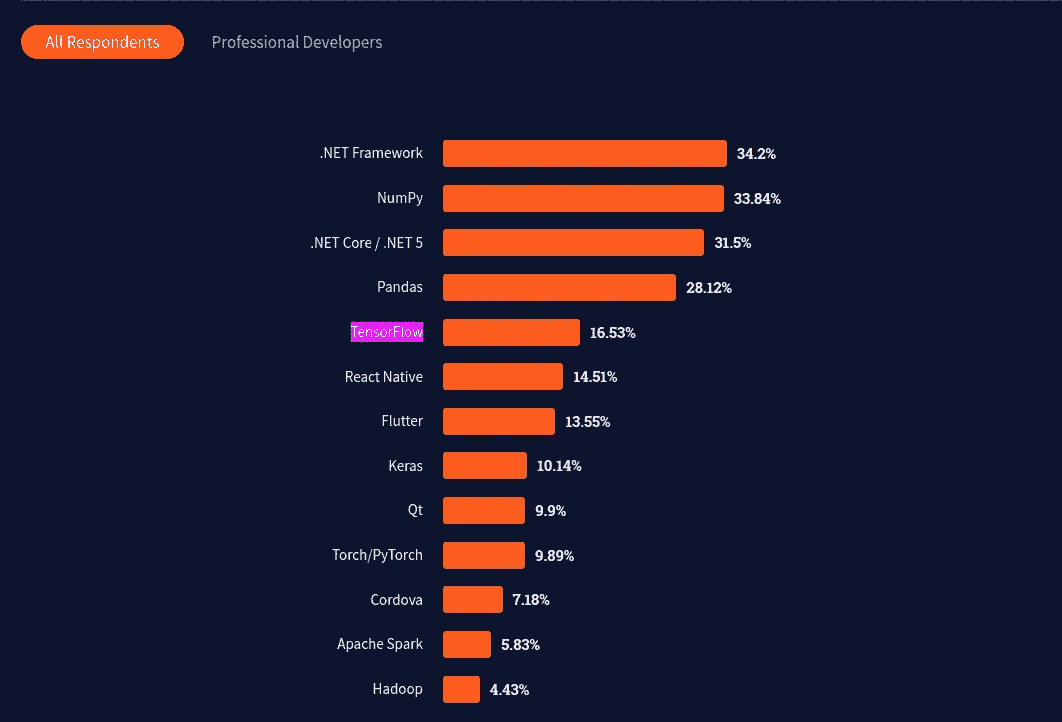 All Respondents Professional Developers
.NET Framework 34.2%
NumPy 33.84%
.NET Core / .NET 5 31.5%
Pandas 28.12%
TensorFlow 16.53%
React Native 14.51%
Flutter 13.55%
Keras 10.14%
Qt 9.9%
Torch/PyTorch 9.89%
Cordova 7.18%
Apache Spark 5.83%
Hadoop 4.43%